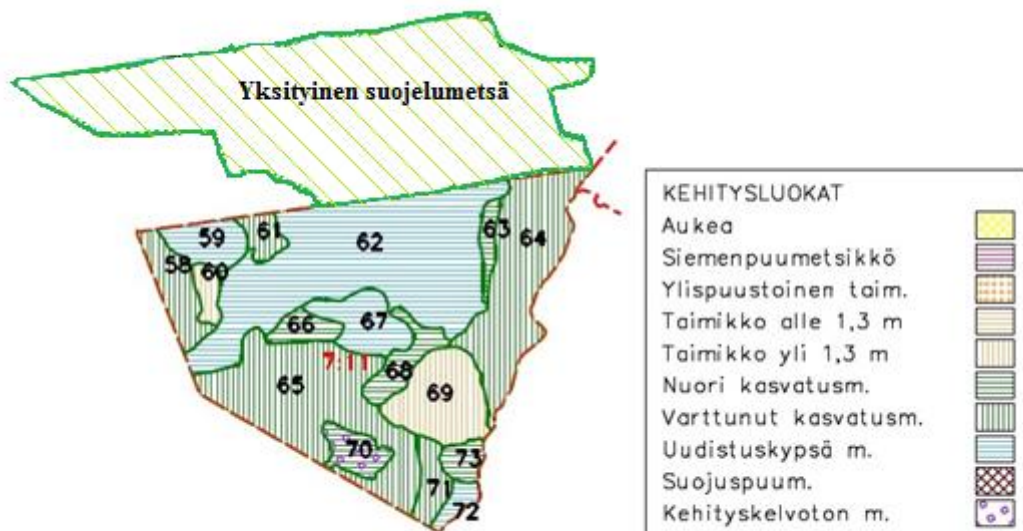 Yksityinen suojelumetsä
59
61
62
63
64
58
60
66
67
7:11
68
65
69
70
73
71
72
KEHITYSLUOKAT
Aukea
Siemenpuumetsikkö
Ylispuustoinen taim.
Taimikko alle 1,3 m
Taimikko yli 1,3 m
Nuori kasvatusm.
Varttunut kasvatusm.
Uudistuskypsä m.
Suojuspuum.
Kehityskelvoton m.